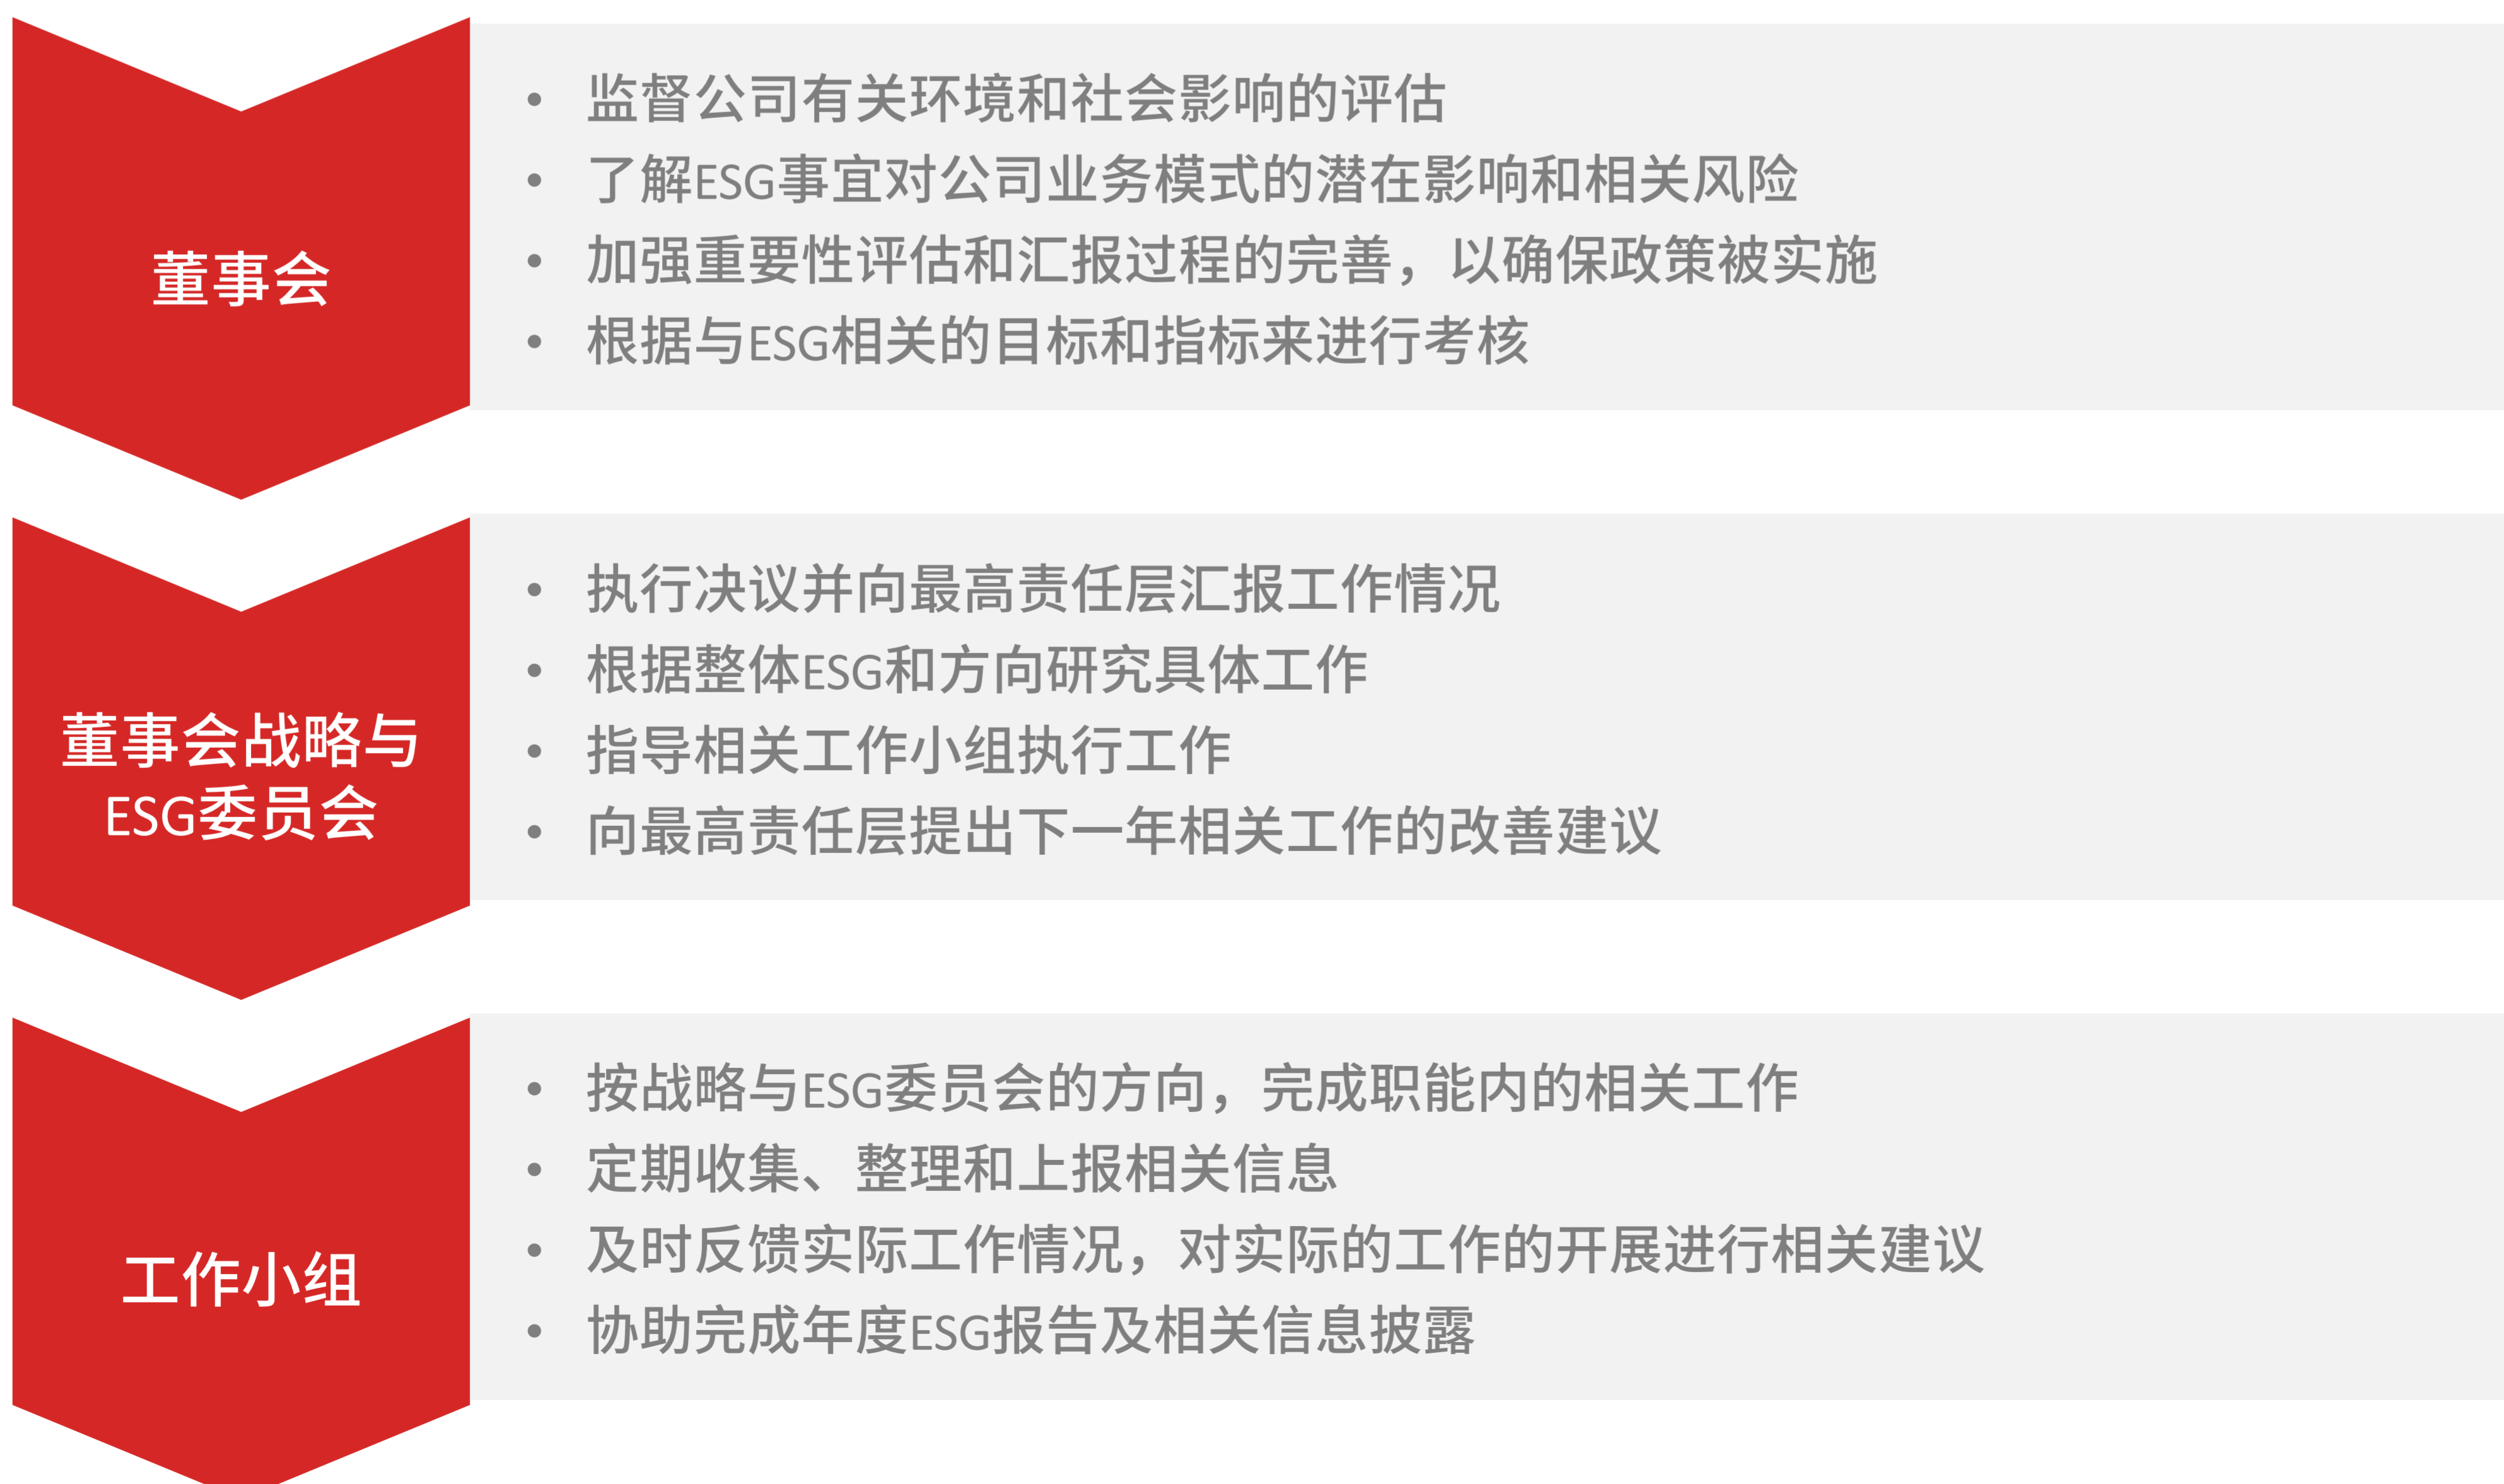 董事会
• 监督公司有关环境和社会影响的评估
• 了解ESG事宜对公司业务模式的潜在影响和相关风险
• 加强重要性评估和汇报过程的完善，以确保政策被实施
• 根据与ESG相关的目标和指标来进行考核
董事会战略与
ESG委员会
• 执行决议并向最高责任层汇报工作情况
• 根据整体ESG和方向研究具体工作
• 指导相关工作小组执行工作
• 向最高责任层提出下一年相关工作的改善建议
工作小组
• 按战略与ESG委员会的方向，完成职能内的相关工作
• 定期收集、整理和上报相关信息
• 及时反馈实际工作情况，对实际的工作的开展进行相关建议
• 协助完成年度ESG报告及相关信息披露